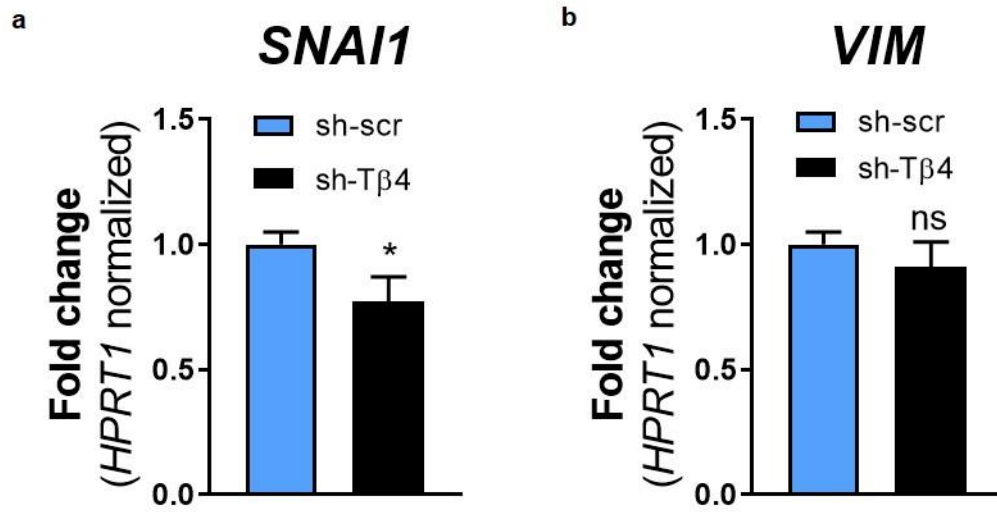 a
SNAI1
Fold change
(HPRT1 normalized)
1.5
1.0
0.5
0.0
sh-scr
sh-Tβ4
*
b
VIM
Fold change
(HPRT1 normalized)
1.5
1.0
0.5
0.0
sh-scr
sh-Tβ4
ns